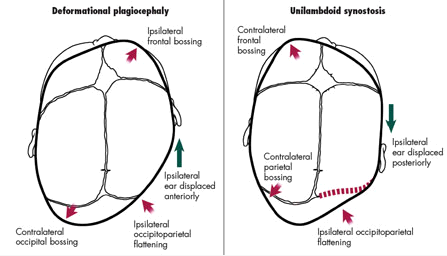 Deformational plagiocephaly
Ipsilateral
frontal bossing
Ipsilateral
ear displaced
anteriorly
Contralateral
occipital bossing
Ipsilateral
occipitoparietal
flattening
Unilambdoid synostosis
Contralateral
frontal
bossing
Ipsilateral
ear displaced
posteriorly
Contralateral
parietal
bossing
Ipsilateral occipitoparietal
flattening